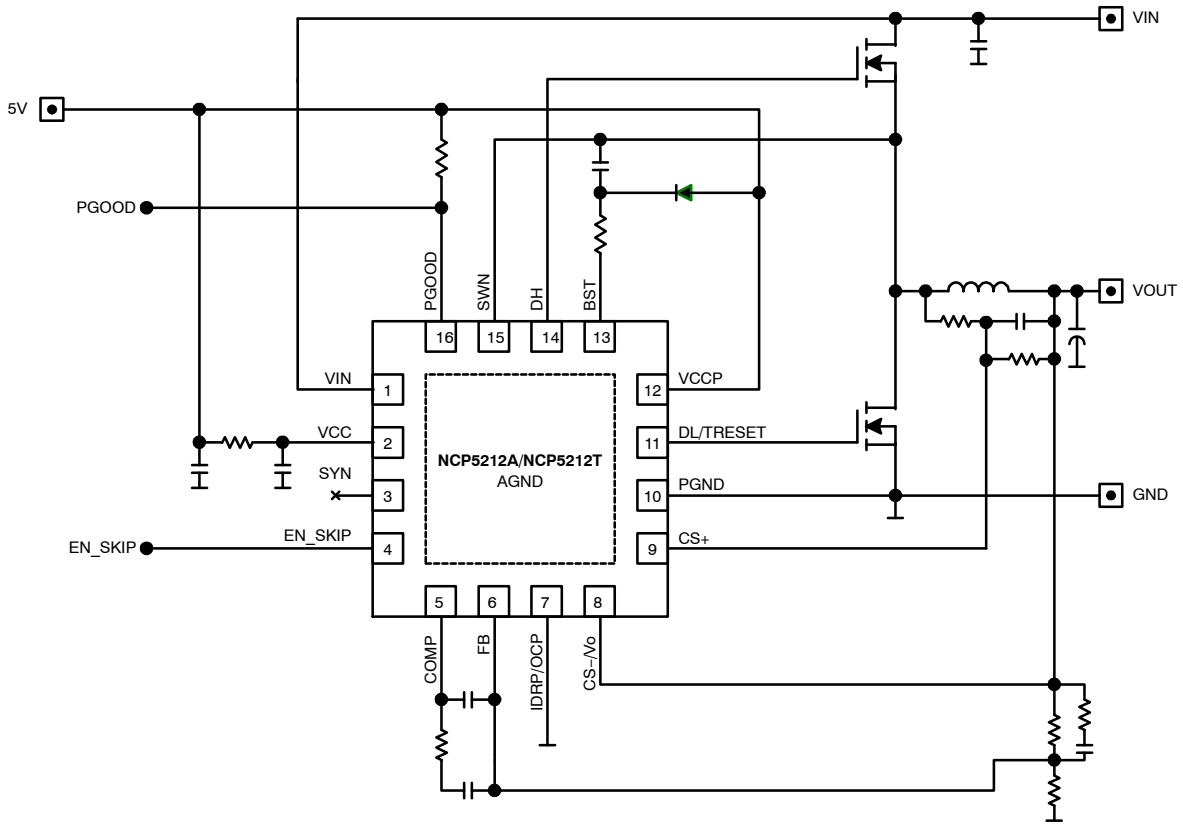 VIN
5V
PGOOD
PGOOD
SWN
DH
BST
16
15
14
13
VOUT
VIN
1
12
VCCP
VCC
2
11
DL/TRESET
NCP5212A/NCP5212T
AGND
SYN
3
10
PGND
GND
EN_SKIP
EN_SKIP
4
9
CS+
5
6
7
8
COMP
FB
IDRP/OCP
CS−/Vo